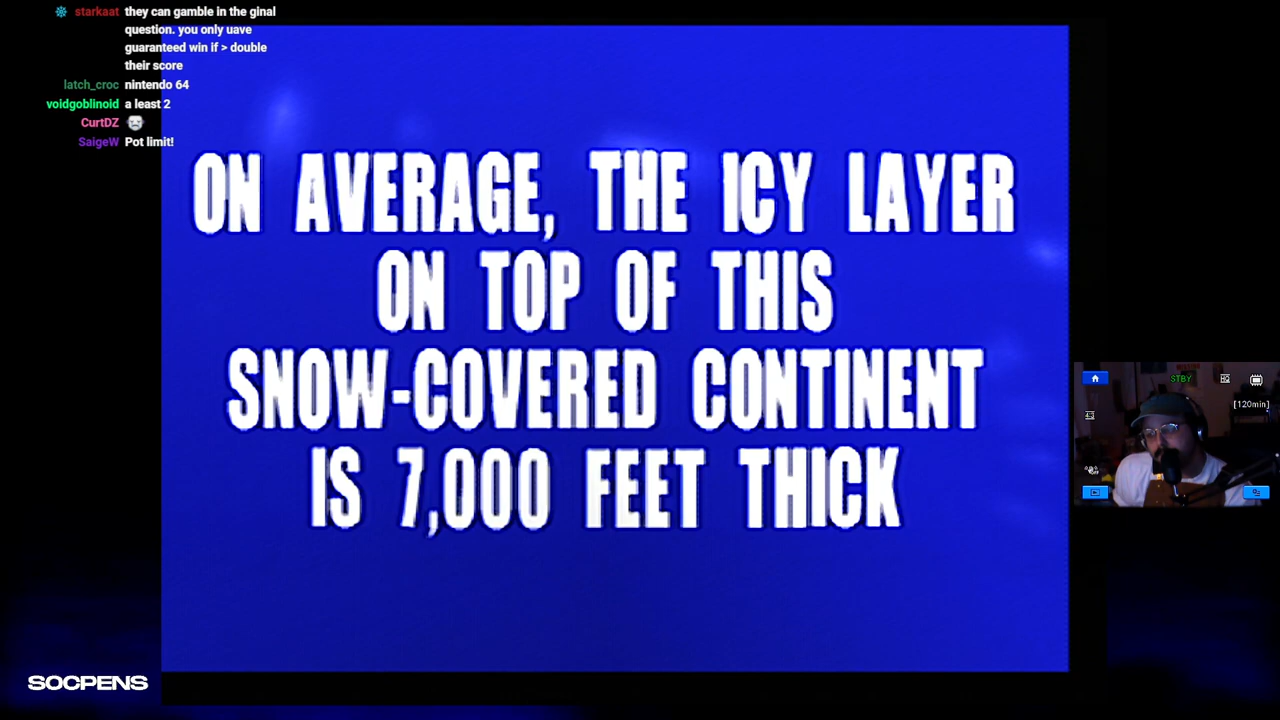 starkaat they can gamble in the ginal
question. you only uave
guaranteed win if > double
their score
latch_croc nintendo 64
voidgoblinoid a least 2
CurtDZ
SaigeW Pot limit!
ON AVERAGE, THE ICY LAYER
ON TOP OF THIS
SNOW-COVERED CONTINENT
IS 7,000 FEET THICK
STBY
[120min]
SOCPENS